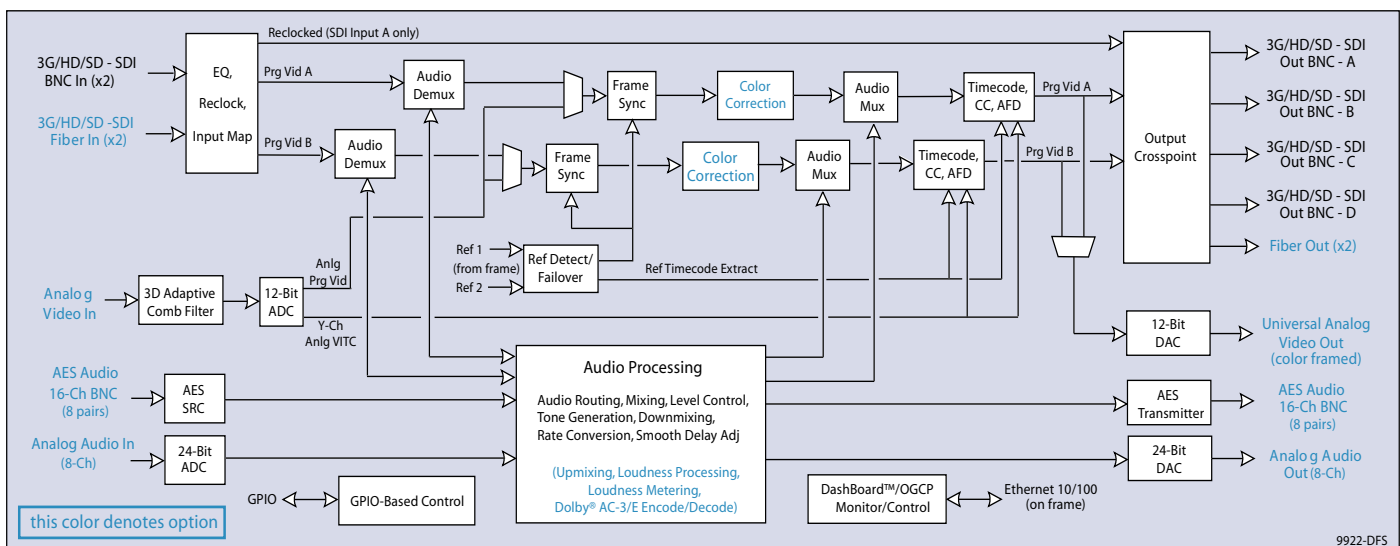 3G/HD/SD - SDI
BNC In (x2)
3G/HD/SD -SDI
Fiber In (x2)
EQ,
Reclock,
Input Map
Reclocked (SDI Input A only)
Prg Vid A
Prg Vid B
Audio
Demux
Audio
Demux
Frame
Sync
Frame
Sync
Color
Correction
Color
Correction
Audio
Mux
Audio
Mux
Timecode,
CC, AFD
Timecode,
CC, AFD
Prg Vid A
Prg Vid B
Output
Crosspoint
3G/HD/SD - SDI
Out BNC - A
3G/HD/SD - SDI
Out BNC - B
3G/HD/SD - SDI
Out BNC - C
3G/HD/SD - SDI
Out BNC - D
Fiber Out (x2)
Ref 1
(from frame)
Ref 2
Ref Detect/
Failover
Ref Timecode Extract
Analog
Video In
3D Adaptive
Comb Filter
12-Bit
ADC
Anlg
Prg Vid
Y-Ch
Anlg VITC
12-Bit
DAC
Universal Analog
Video Out
(color framed)
AES Audio
16-Ch BNC
(8 pairs)
AES
SRC
Audio Processing
Audio Routing, Mixing, Level Control,
Tone Generation, Downmixing,
Rate Conversion, Smooth Delay Adj
(Upmixing, Loudness Processing,
Loudness Metering,
Dolby® AC-3/E Encode/Decode)
AES
Transmitter
AES Audio
16-Ch BNC
(8 pairs)
Analog Audio In
(8-Ch)
24-Bit
ADC
24-Bit
DAC
Analog Audio
Out (8-Ch)
GPIO
GPIO-Based Control
DashBoard™/OGCP
Monitor/Control
Ethernet 10/100
(on frame)
this color denotes option
9922-DFS